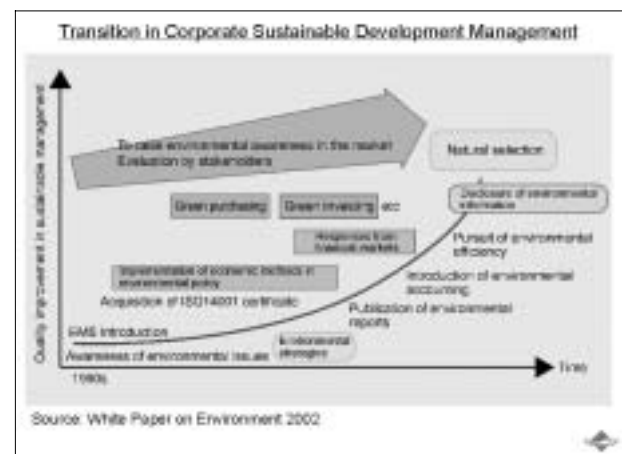 Transition in Corporate Sustainable Development Management
Quality improvement in sustainable management
To raise environmental awareness in the market
Evaluation by stakeholders
Natural selection
Green purchasing
Green investing etc
Disclosure of environmental
information
Responses from
financial markets
Pursuit of environmental
efficiency
Implementation of economic methods in
environmental policy
Introduction of environmental
accounting
Acquisition of ISO14001 certificate
Publication of environmental
reports
EMS Introduction
Environmental
strategies
Awareness of environmental issues
Time
1990s
Source: White Paper on Environment 2002